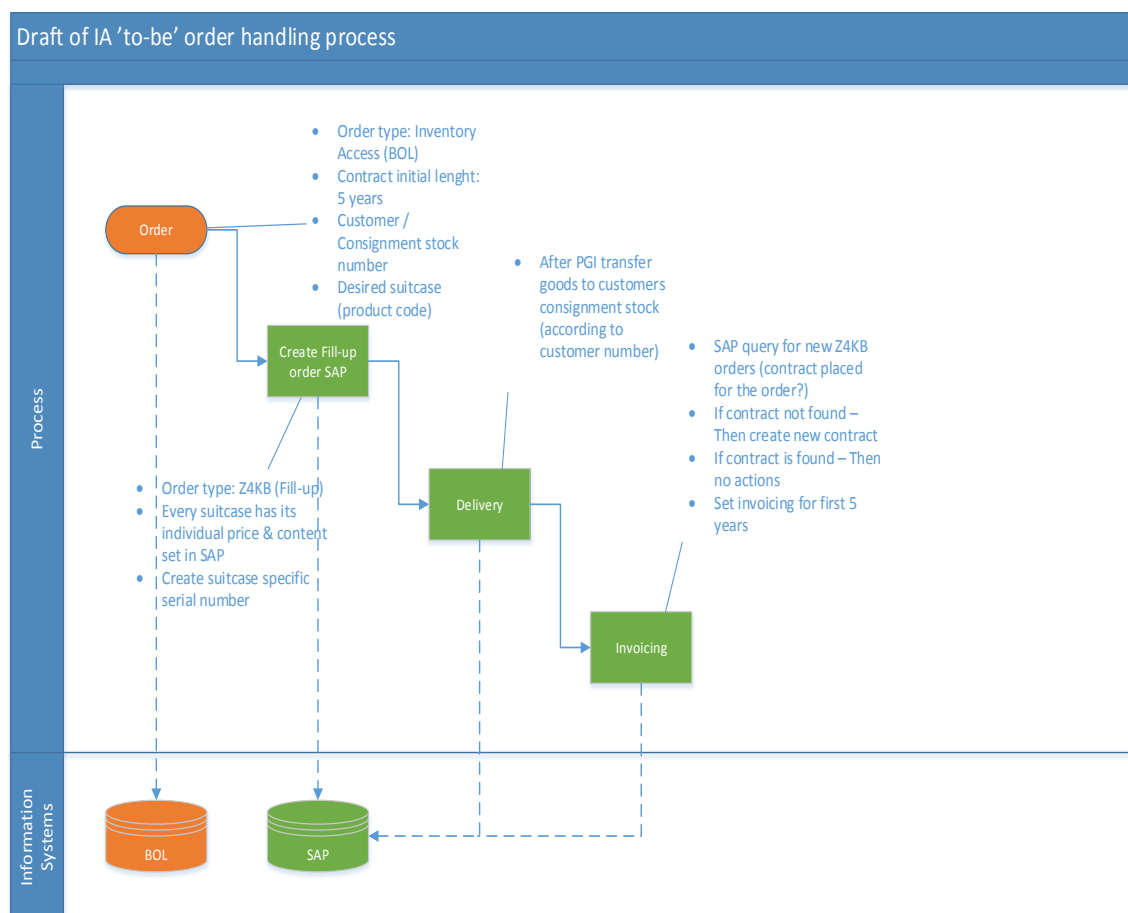 Draft of IA ’to-be’ order handling process
Process
• Order type: Inventory
Access (BOL)
• Contract initial lenght:
5 years
• Customer /
Consignment stock
number
• Desired suitcase
(product code)
Order
• After PGI transfer
goods to customers
consignment stock
(according to
customer number)
Create Fill-up
order SAP
• SAP query for new Z4KB
orders (contract placed
for the order?)
• If contract not found –
Then create new contract
• If contract is found – Then
no actions
• Set invoicing for first 5
years
• Order type: Z4KB (Fill-up)
• Every suitcase has its
individual price & content
set in SAP
• Create suitcase specific
serial number
Delivery
Invoicing
Information
Systems
BOL
SAP